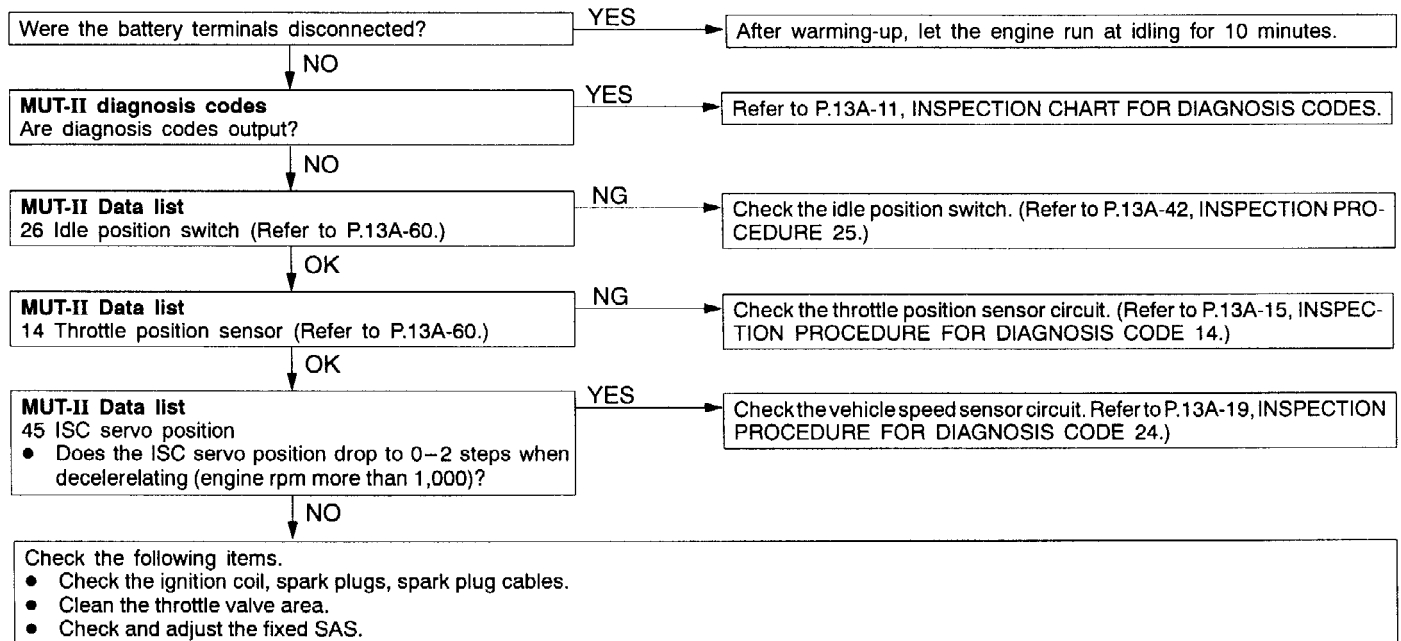 Were the battery terminals disconnected?
YES
After warming-up, let the engine run at idling for 10 minutes.
NO
MUT-II diagnosis codes
Are diagnosis codes output?
YES
Refer to P.13A-11, INSPECTION CHART FOR DIAGNOSIS CODES.
NO
MUT-II Data list
26 Idle position switch (Refer to P.13A-60.)
NG
Check the idle position switch. (Refer to P.13A-42, INSPECTION PRO-
CEDURE 25.)
OK
MUT-II Data list
14 Throttle position sensor (Refer to P.13A-60.)
NG
Check the throttle position sensor circuit. (Refer to P.13A-15, INSPEC-
TION PROCEDURE FOR DIAGNOSIS CODE 14.)
OK
MUT-II Data list
45 ISC servo position
● Does the ISC servo position drop to 0–2 steps when
decelerelating (engine rpm more than 1,000)?
YES
Check the vehicle speed sensor circuit. Refer to P.13A-19, INSPECTION
PROCEDURE FOR DIAGNOSIS CODE 24.)
NO
Check the following items.
● Check the ignition coil, spark plugs, spark plug cables.
● Clean the throttle valve area.
● Check and adjust the fixed SAS.